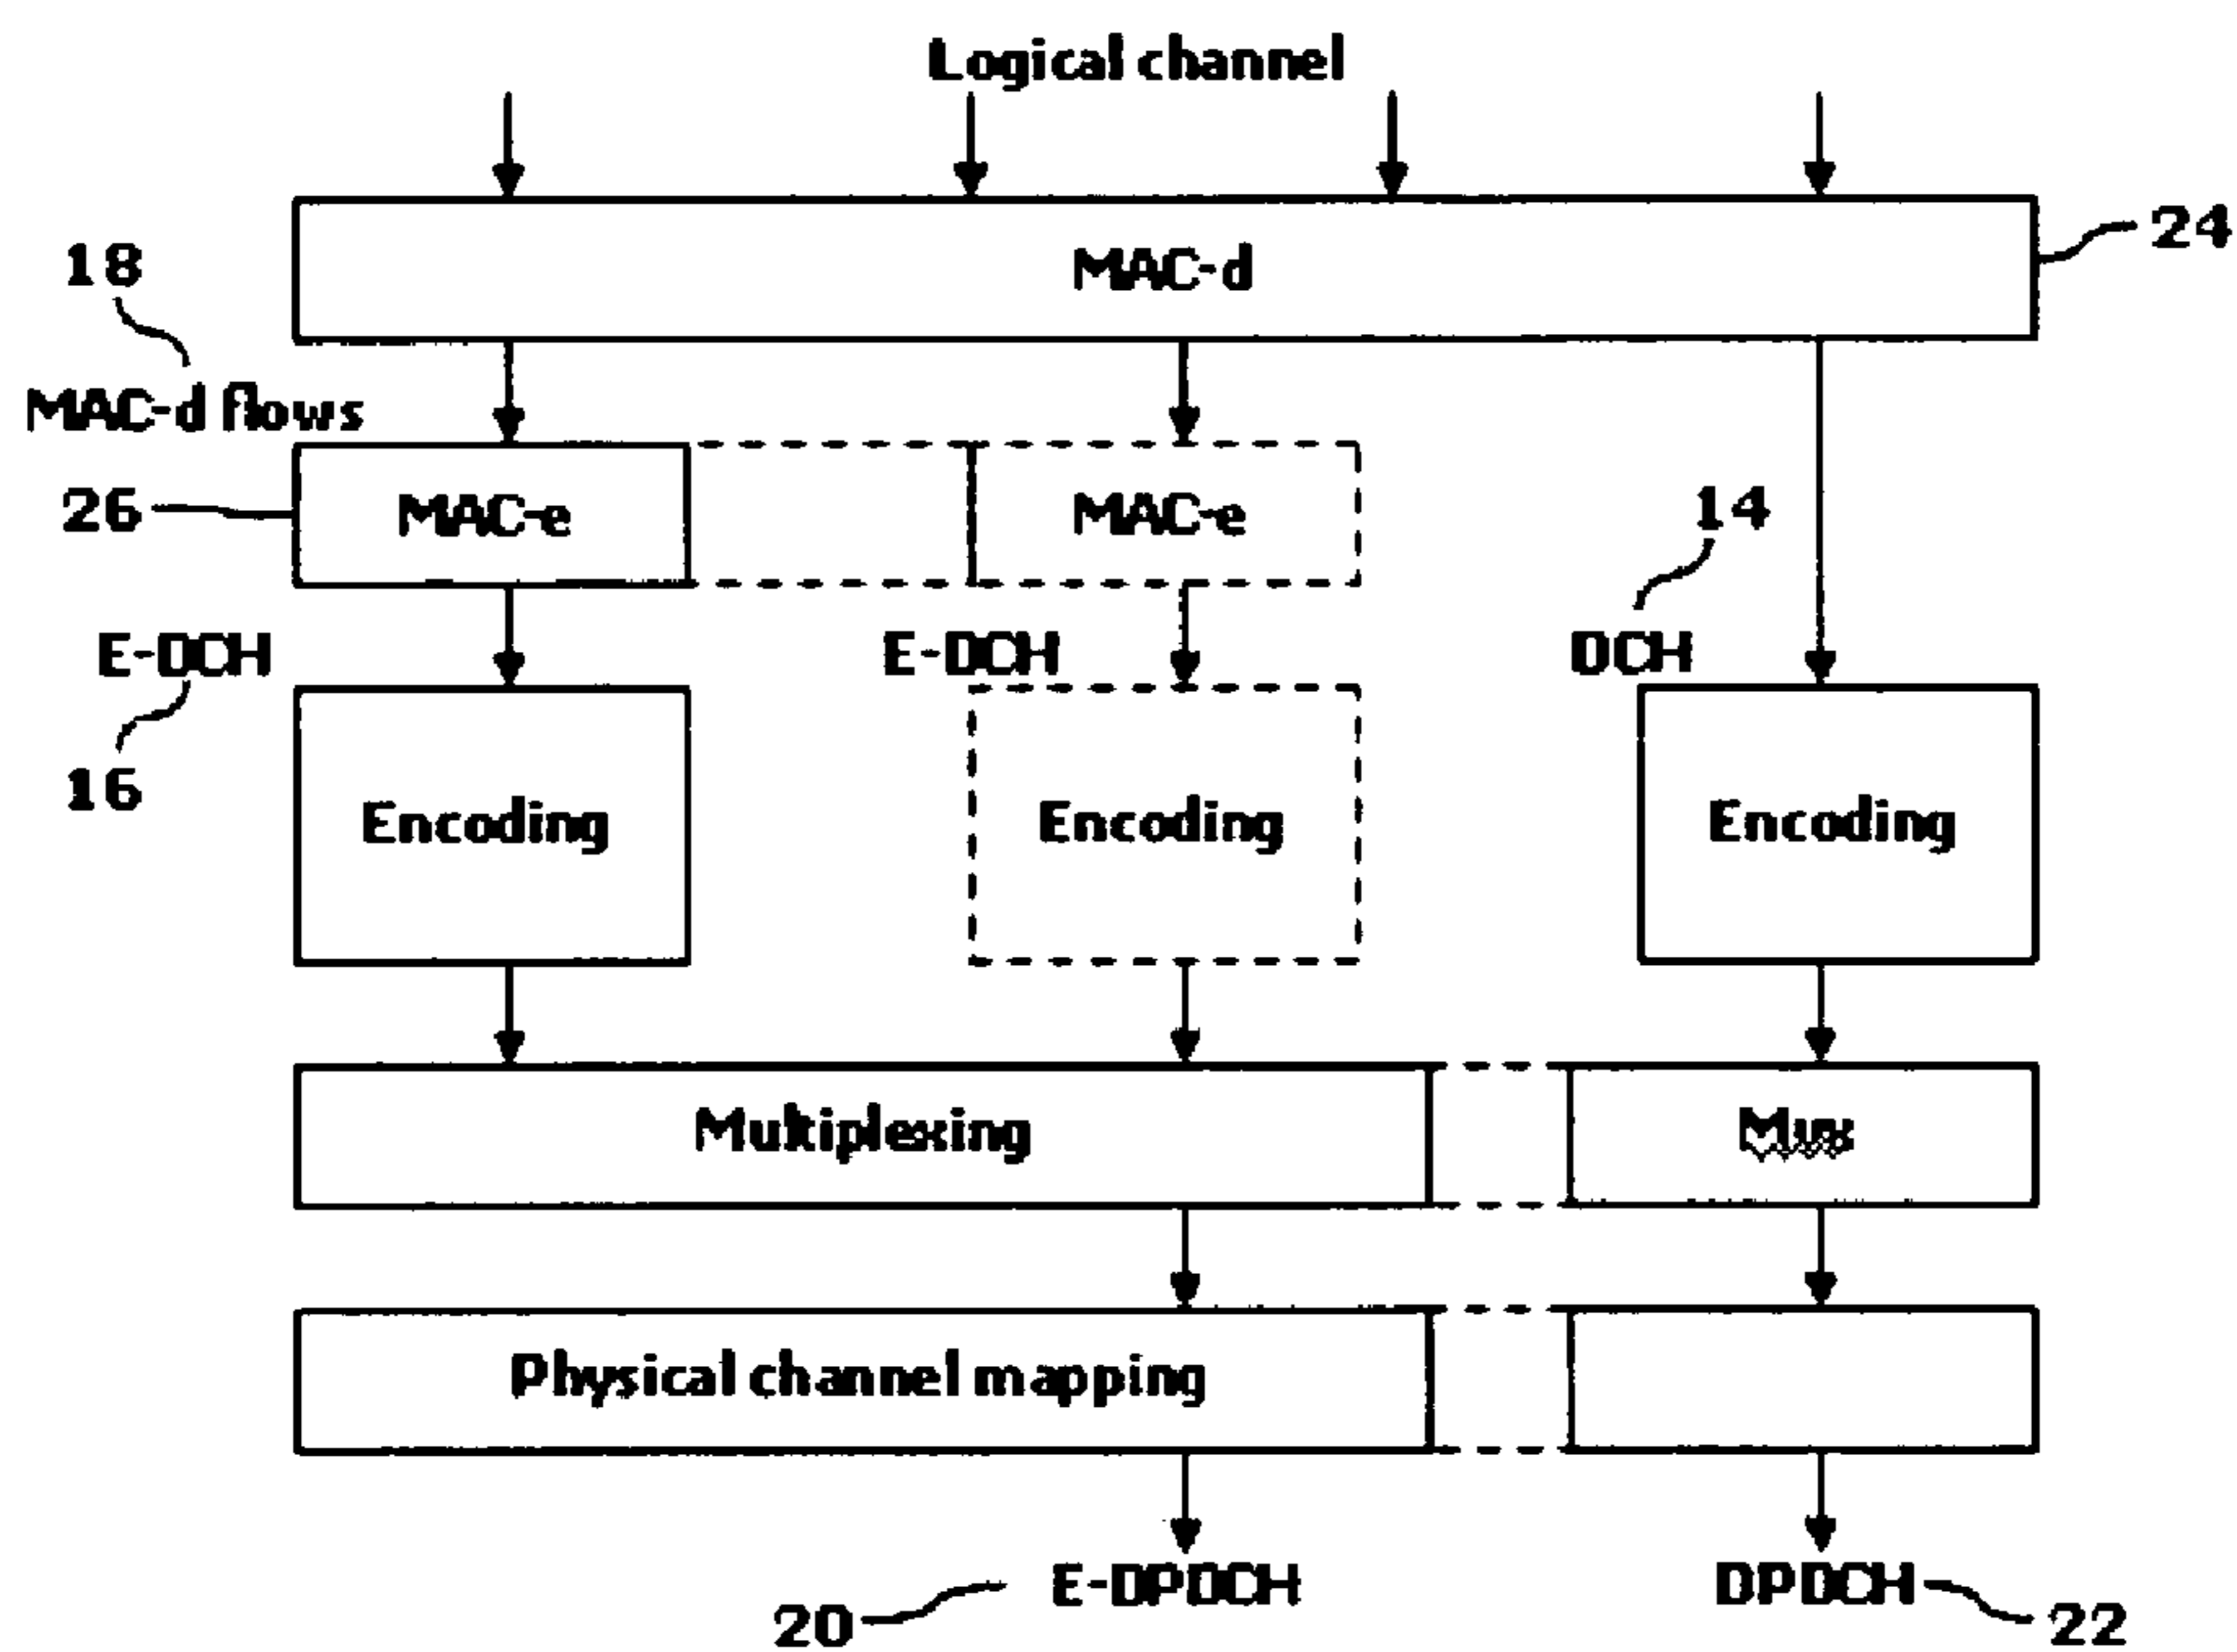 Logical channel
24
MAC-d
18
MAC-d flows
26
MAC-e
MAC-e
14
E-DCH
E-DCH
DCH
16
Encoding
Encoding
Encoding
Multiplexing
Mux
Physical channel mapping
E-DPDCH
DPDCH
20
22